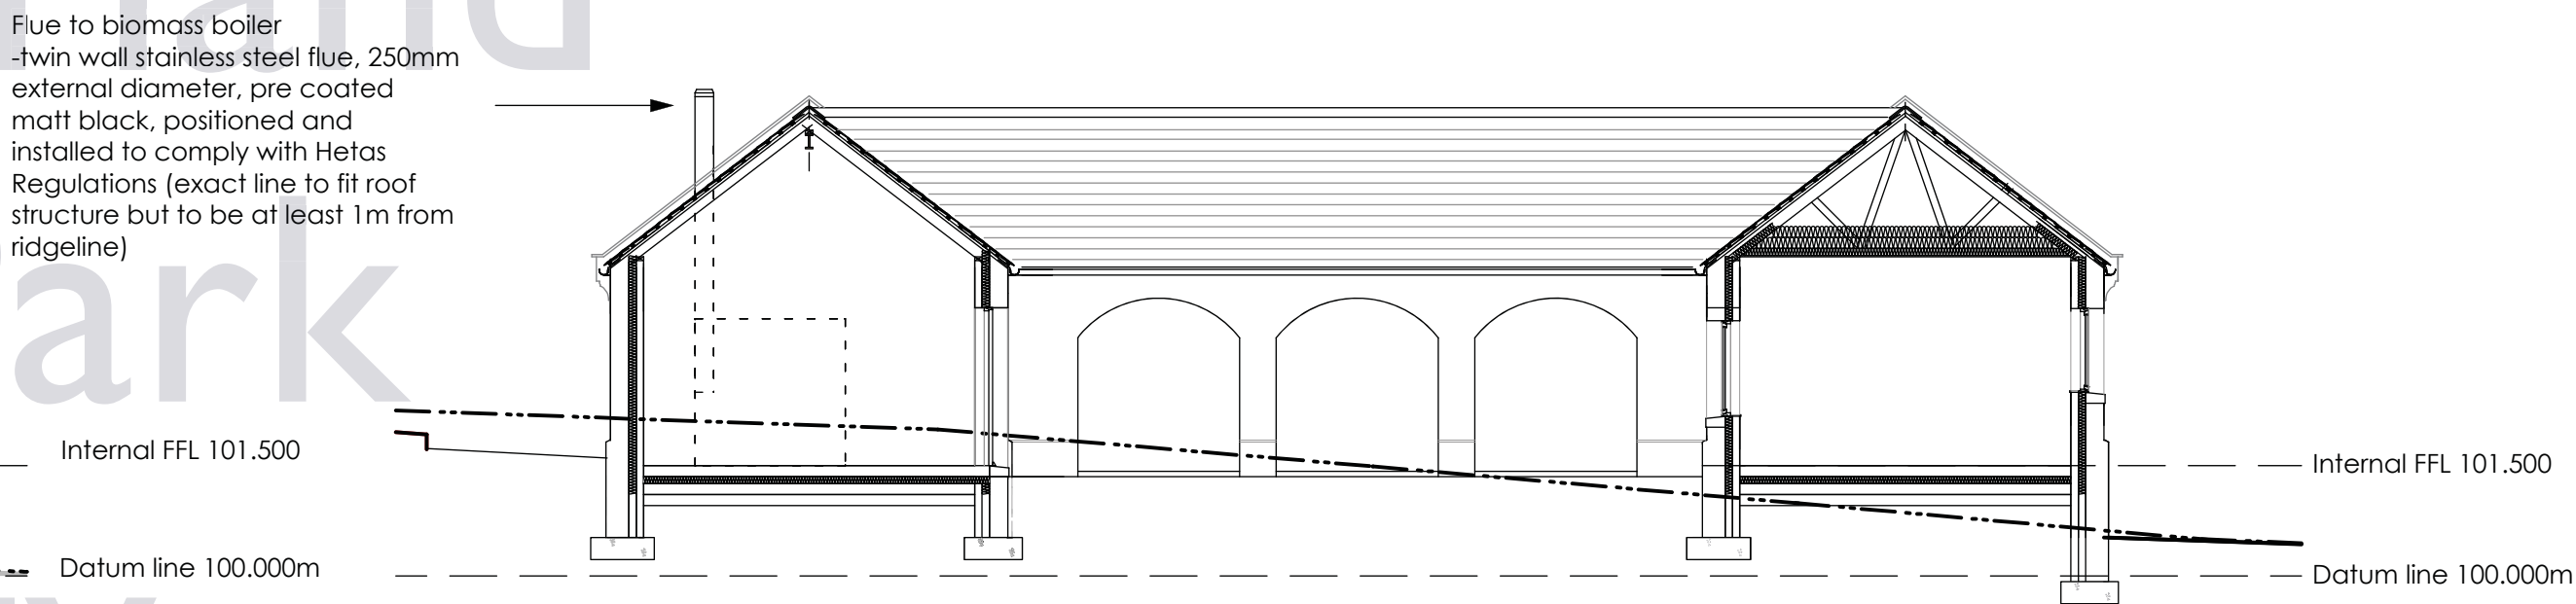 Flue to biomass boiler
-twin wall stainless steel flue, 250mm
external diameter, pre coated
matt black, positioned and
installed to comply with Hetas
Regulations (exact line to fit roof
structure but to be at least 1m from
ridgeline)
ark
Internal FFL 101.500
Internal FFL 101.500
Datum line 100.000m
Datum line 100.000m